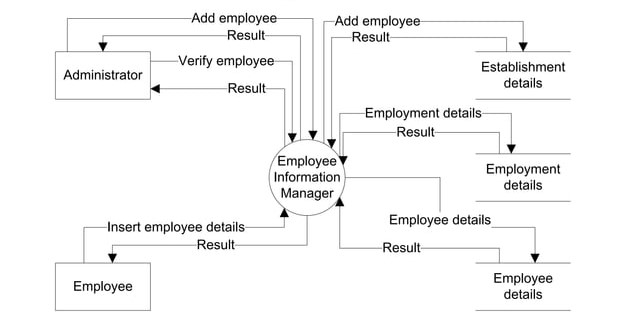 Add employee
Result
Verify employee
Result
Administrator
Add employee
Result
Establishment
details
Employment details
Result
Employment
details
Employee
Information
Manager
Insert employee details
Result
Employee
Employee details
Result
Employee
details